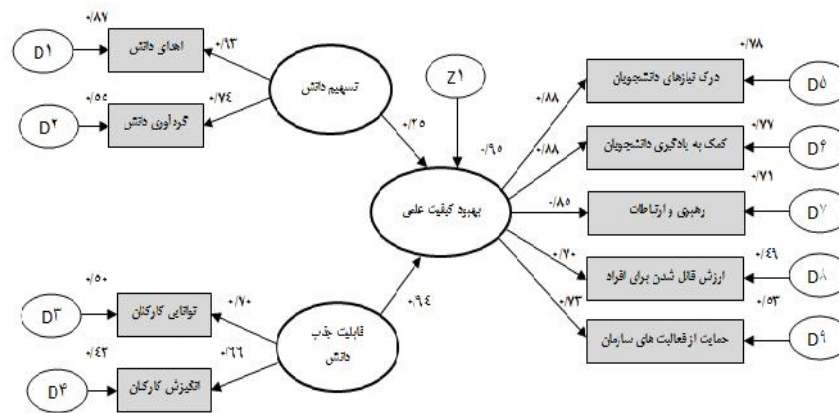 ۰/۸۷
D۱
اهدای دانش
۰/۹۳
۰/۵۵
D۲
گردآوری دانش
۰/۷۴
تسهیم دانش
۰/۲۵
Z۱
۰/۹۵
بهبود کیفیت علمی
۰/۷۸
۰/۸۸
درک نیازهای دانشجویان
D۵
۰/۷۷
۰/۸۸
کمک به یادگیری دانشجویان
D۶
۰/۷۱
۰/۸۵
رهبری و ارتباطات
D۷
۰/۴۹
۰/۷۰
ارزش قائل شدن برای افراد
D۸
۰/۵۳
۰/۷۳
حمایت از فعالیت های سازمان
D۹
۰/۹٤
۰/۵۰
D۳
توانایی کارکنان
۰/۷۰
قابلیت جذب
دانش
۰/٤۳
D۴
انگیزش کارکنان
۰/۶۶